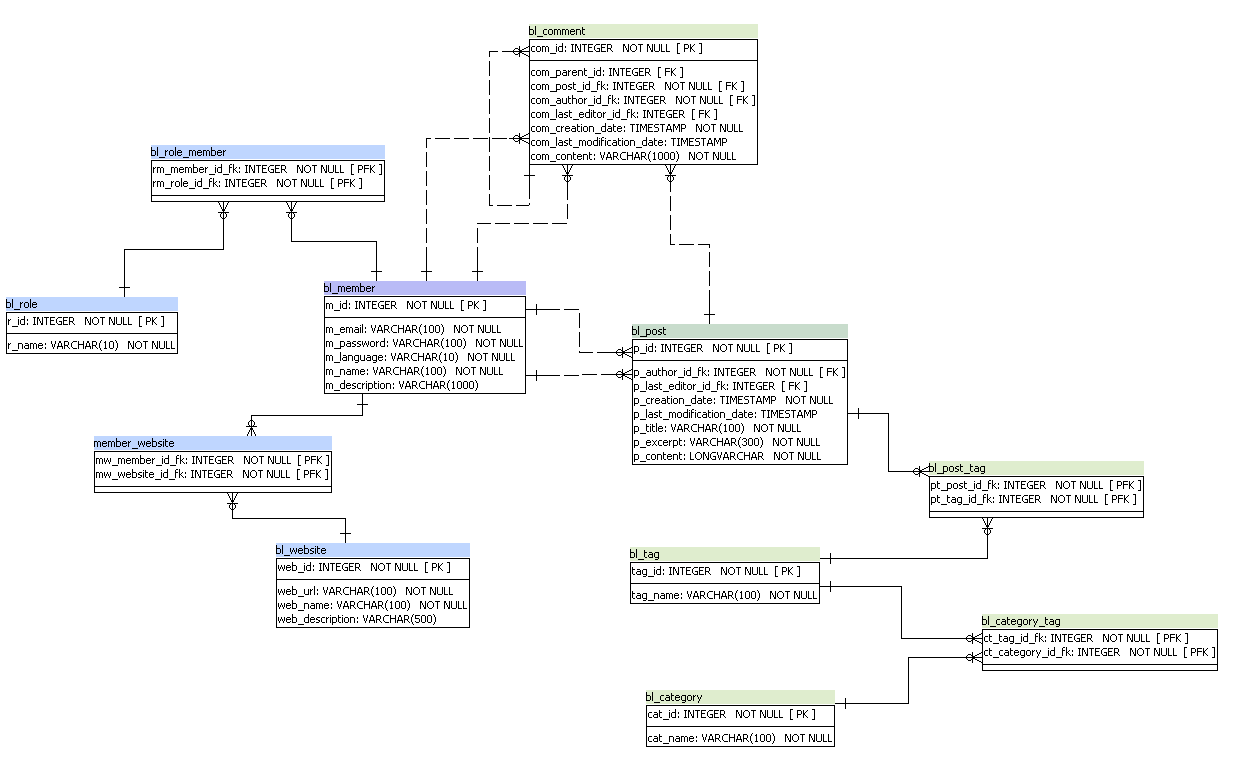 bl_comment
com_id: INTEGER NOT NULL [ PK ]
com_parent_id: INTEGER [ FK ]
com_post_id_fk: INTEGER NOT NULL [ FK ]
com_author_id_fk: INTEGER NOT NULL [ FK ]
com_last_editor_id_fk: INTEGER [ FK ]
com_creation_date: TIMESTAMP NOT NULL
com_last_modification_date: TIMESTAMP
com_content: VARCHAR(1000) NOT NULL
bl_role_member
rm_member_id_fk: INTEGER NOT NULL [ PFK ]
rm_role_id_fk: INTEGER NOT NULL [ PFK ]
bl_role
r_id: INTEGER NOT NULL [ PK ]
r_name: VARCHAR(10) NOT NULL
bl_member
m_id: INTEGER NOT NULL [ PK ]
m_email: VARCHAR(100) NOT NULL
m_password: VARCHAR(100) NOT NULL
m_language: VARCHAR(10) NOT NULL
m_name: VARCHAR(100) NOT NULL
m_description: VARCHAR(1000)
bl_post
p_id: INTEGER NOT NULL [ PK ]
p_author_id_fk: INTEGER NOT NULL [ FK ]
p_last_editor_id_fk: INTEGER [ FK ]
p_creation_date: TIMESTAMP NOT NULL
p_last_modification_date: TIMESTAMP
p_title: VARCHAR(100) NOT NULL
p_excerpt: VARCHAR(300) NOT NULL
p_content: LONGVARCHAR NOT NULL
member_website
mw_member_id_fk: INTEGER NOT NULL [ PFK ]
mw_website_id_fk: INTEGER NOT NULL [ PFK ]
bl_post_tag
pt_post_id_fk: INTEGER NOT NULL [ PFK ]
pt_tag_id_fk: INTEGER NOT NULL [ PFK ]
bl_website
web_id: INTEGER NOT NULL [ PK ]
web_url: VARCHAR(100) NOT NULL
web_name: VARCHAR(100) NOT NULL
web_description: VARCHAR(500)
bl_tag
tag_id: INTEGER NOT NULL [ PK ]
tag_name: VARCHAR(100) NOT NULL
bl_category_tag
ct_tag_id_fk: INTEGER NOT NULL [ PFK ]
ct_category_id_fk: INTEGER NOT NULL [ PFK ]
bl_category
cat_id: INTEGER NOT NULL [ PK ]
cat_name: VARCHAR(100) NOT NULL